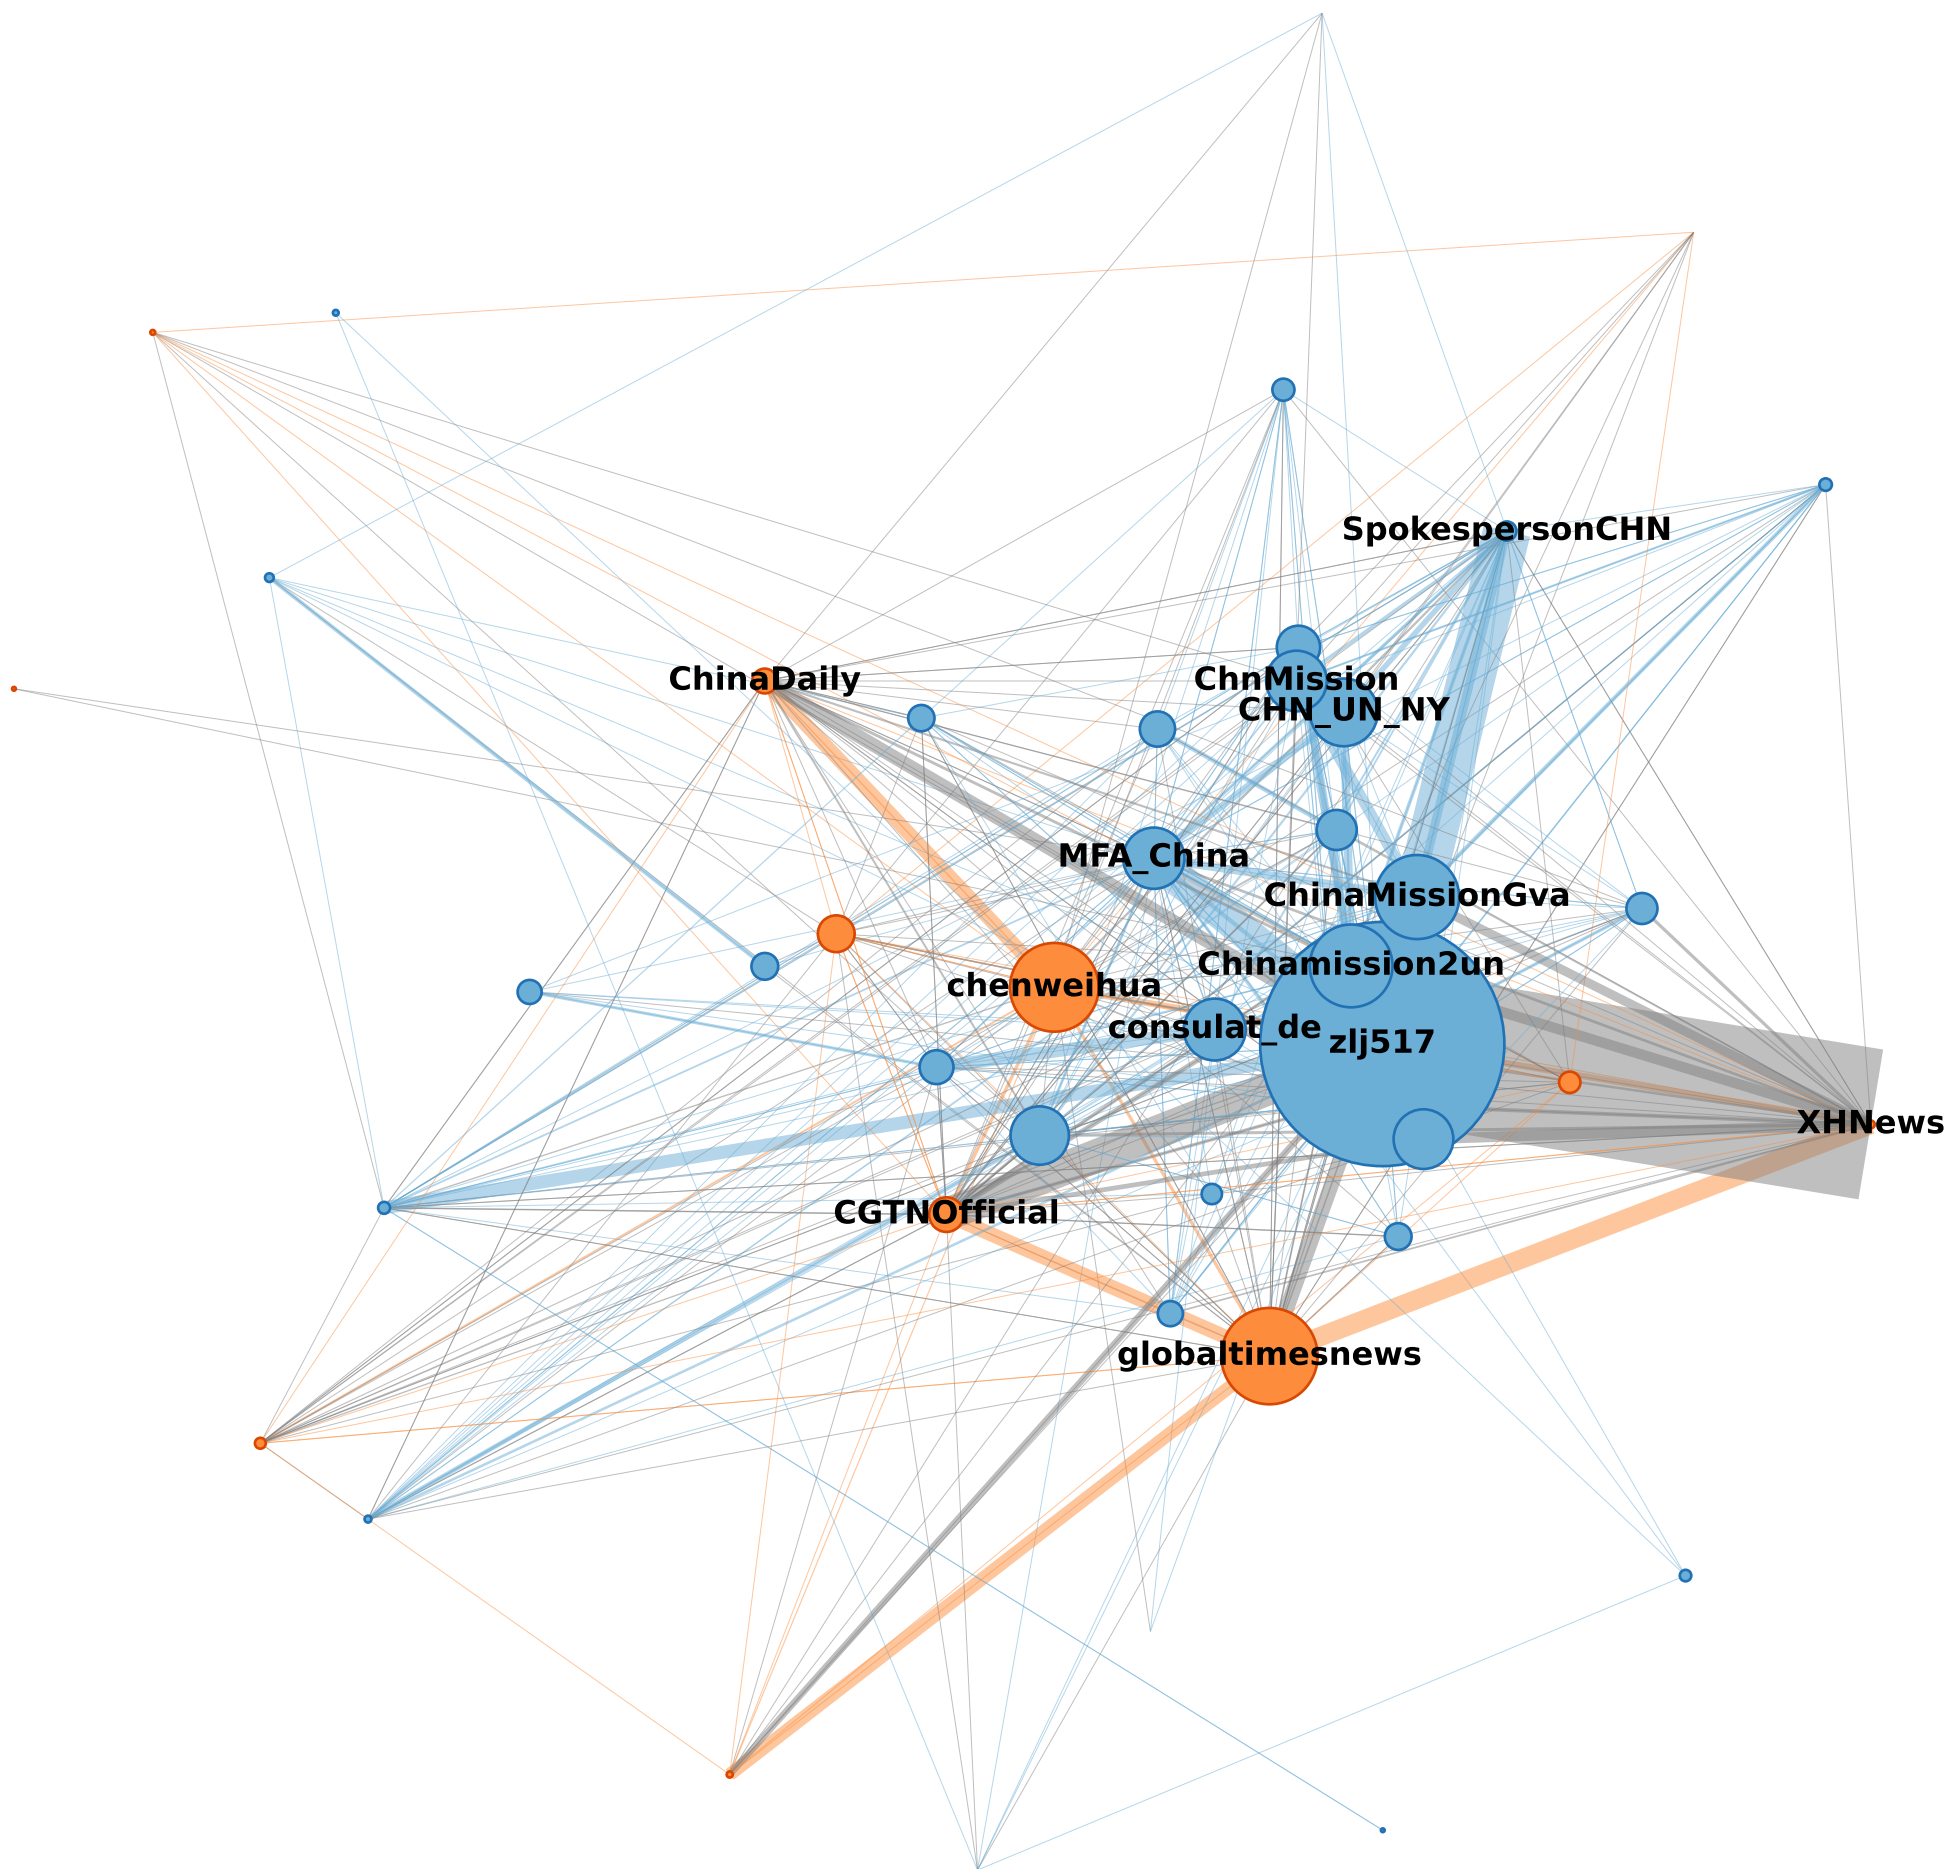 SpokespersonCHN
ChinaDaily
ChnMission
CHN_UN_NY
MFA_China
ChinaMissionGva
Chinamission2un
chenweihua
consulat_de
zlj517
XHNews
CGTNOfficial
globaltimesnews